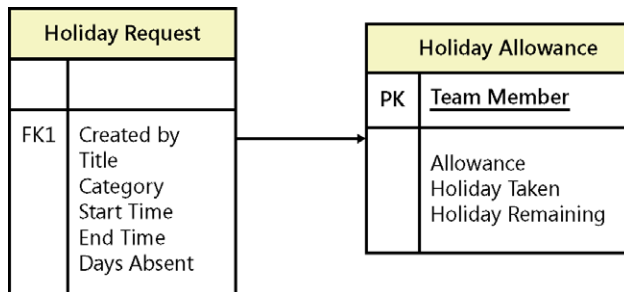 Holiday Request
FK1 Created by
Title
Category
Start Time
End Time
Days Absent
Holiday Allowance
PK Team Member
Allowance
Holiday Taken
Holiday Remaining